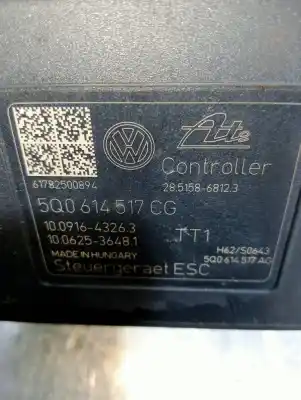 Ate
Controller
61782500894
28.5158-6812.3
5Q0 614 517 CG
10.0916-4326.3
10.0625-3648.1
JT1
MADE IN HUNGARY
H62/S0643
5Q0 614 517 AG
Steuergeraet ESC